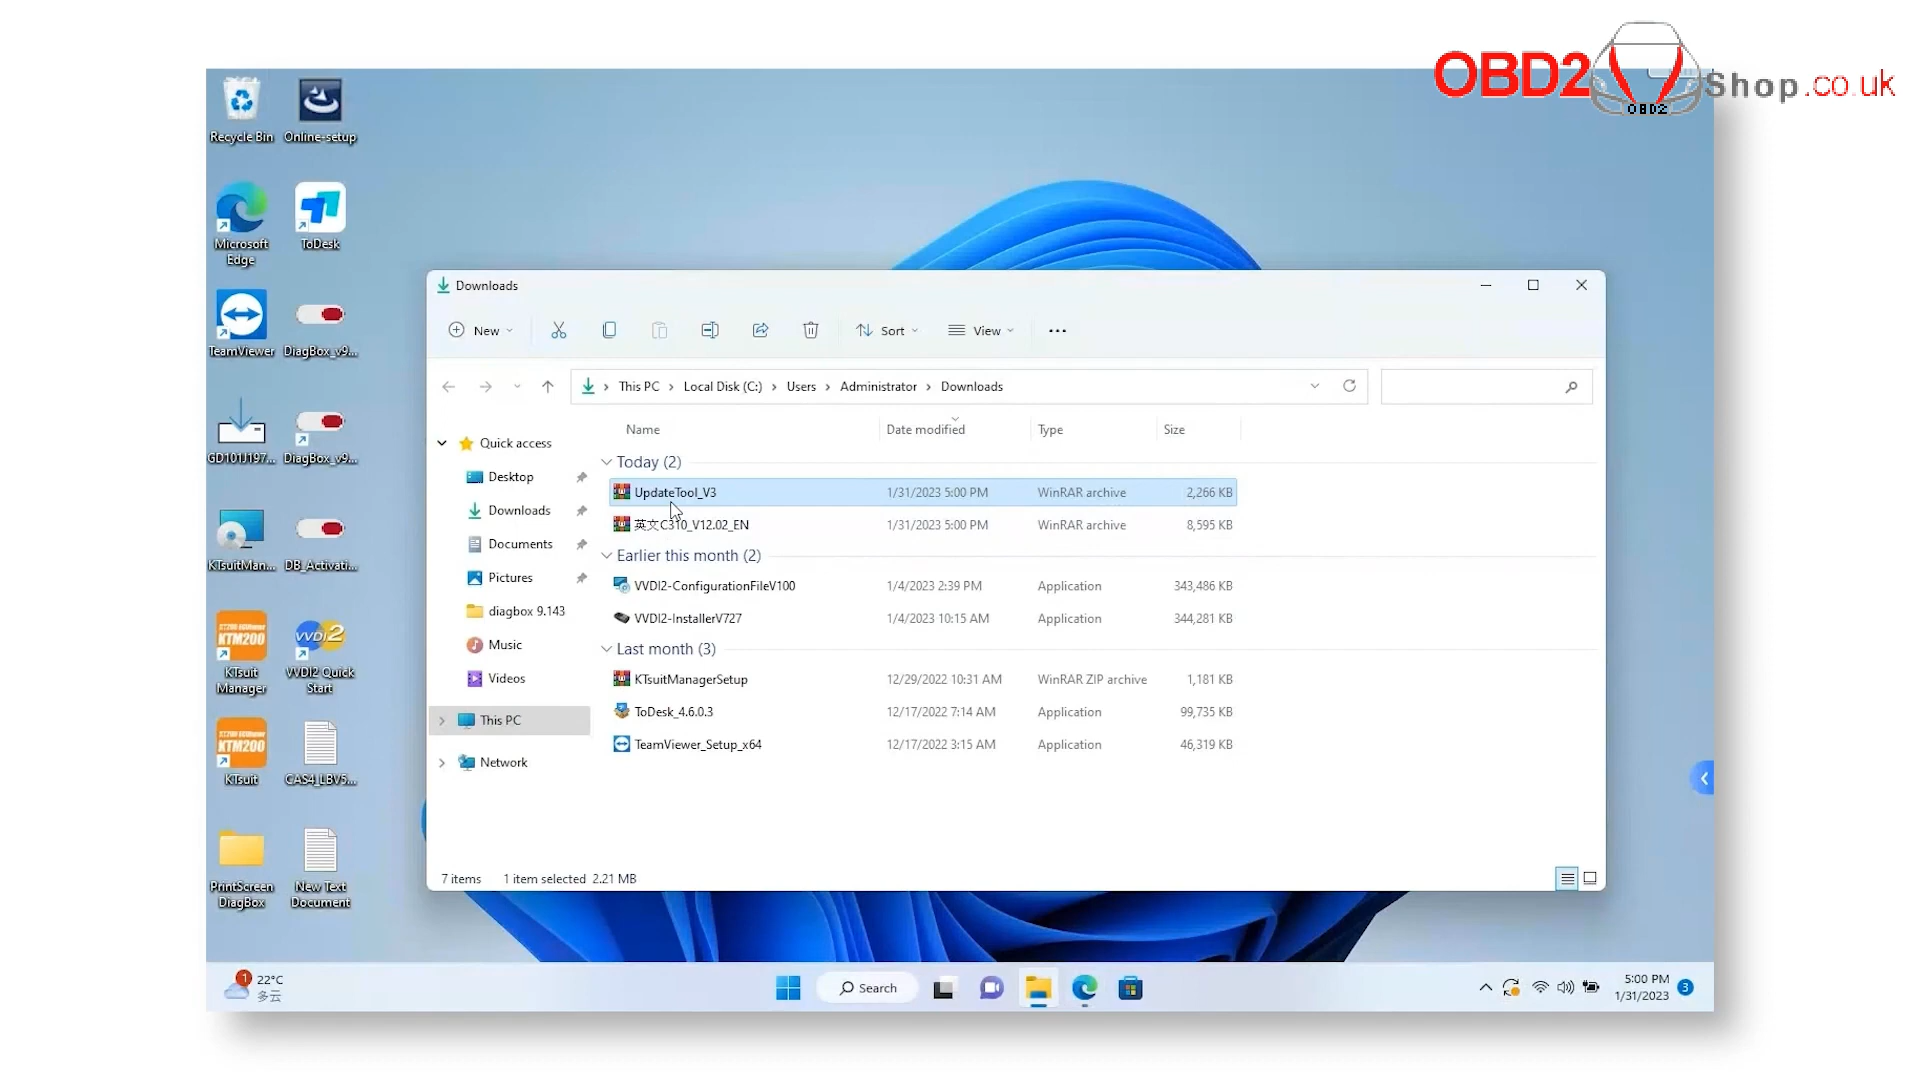 OBD2 Shop.co.uk
OBD2
Recycle Bin
Online-setup
Microsoft
Edge
ToDesk
TeamViewer
DiagBox_v9...
GD101J197...
DiagBox_v9...
KTsuitMan...
DB_Activati...
KTM200
KTsuit
Manager
VVDI2
VVDI2 Quick
Start
KTM200
KTsuit
CAS4_LBV5...
PrintScreen
DiagBox
New Text
Document
Downloads
New
Sort
View
This PC
Local Disk (C:)
Users
Administrator
Downloads
Name
Date modified
Type
Size
Quick access
Desktop
Downloads
Documents
Pictures
diagbox 9.143
Music
Videos
This PC
Network
Today (2)
UpdateTool_V3 1/31/2023 5:00 PM WinRAR archive 2,266 KB
英文C310_V12.02_EN 1/31/2023 5:00 PM WinRAR archive 8,595 KB
Earlier this month (2)
VVDI2-ConfigurationFileV100 1/4/2023 2:39 PM Application 343,486 KB
VVDI2-InstallerV727 1/4/2023 10:15 AM Application 344,281 KB
Last month (3)
KTsuitManagerSetup 12/29/2022 10:31 AM WinRAR ZIP archive 1,181 KB
ToDesk_4.6.0.3 12/17/2022 7:14 AM Application 99,735 KB
TeamViewer_Setup_x64 12/17/2022 3:15 AM Application 46,319 KB
7 items 1 item selected 2.21 MB
1
22°C
多云
Search
5:00 PM
1/31/2023
3